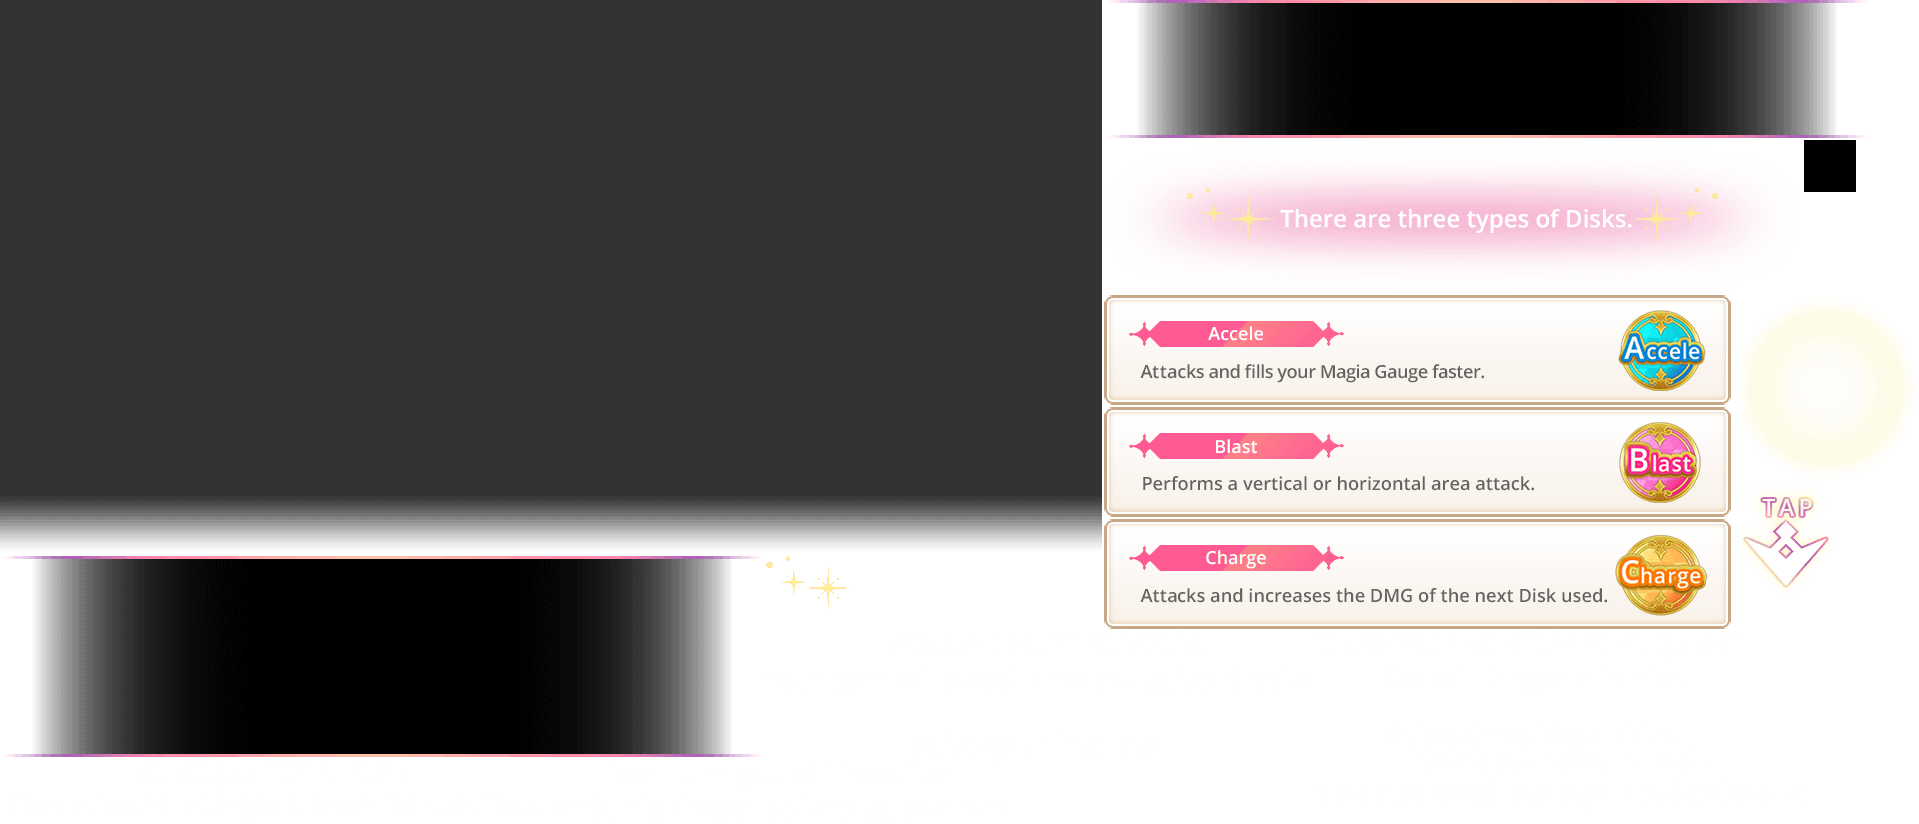 There are three types of Disks.
Accele
Attacks and fills your Magia Gauge faster.
Accele
Blast
Performs a vertical or horizontal area attack.
Blast
Charge
Attacks and increases the DMG of the next Disk used.
Charge
TAP